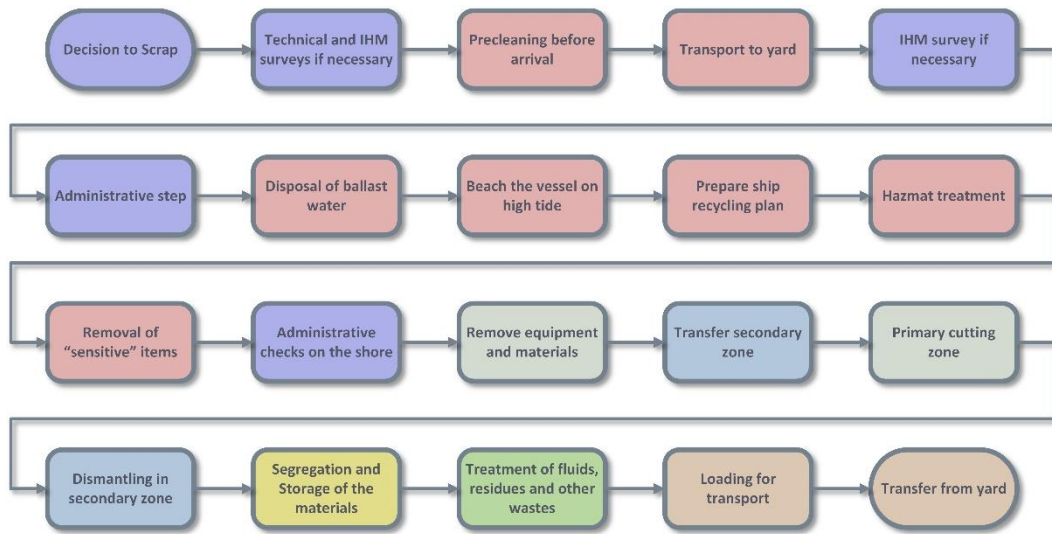 Decision to Scrap
Technical and IHM
surveys if necessary
Precleaning before
arrival
Transport to yard
IHM survey if
necessary
Administrative step
Disposal of ballast
water
Beach the vessel on
high tide
Prepare ship
recycling plan
Hazmat treatment
Removal of
“sensitive” items
Administrative
checks on the shore
Remove equipment
and materials
Transfer secondary
zone
Primary cutting
zone
Dismantling in
secondary zone
Segregation and
Storage of the
materials
Treatment of fluids,
residues and other
wastes
Loading for
transport
Transfer from yard